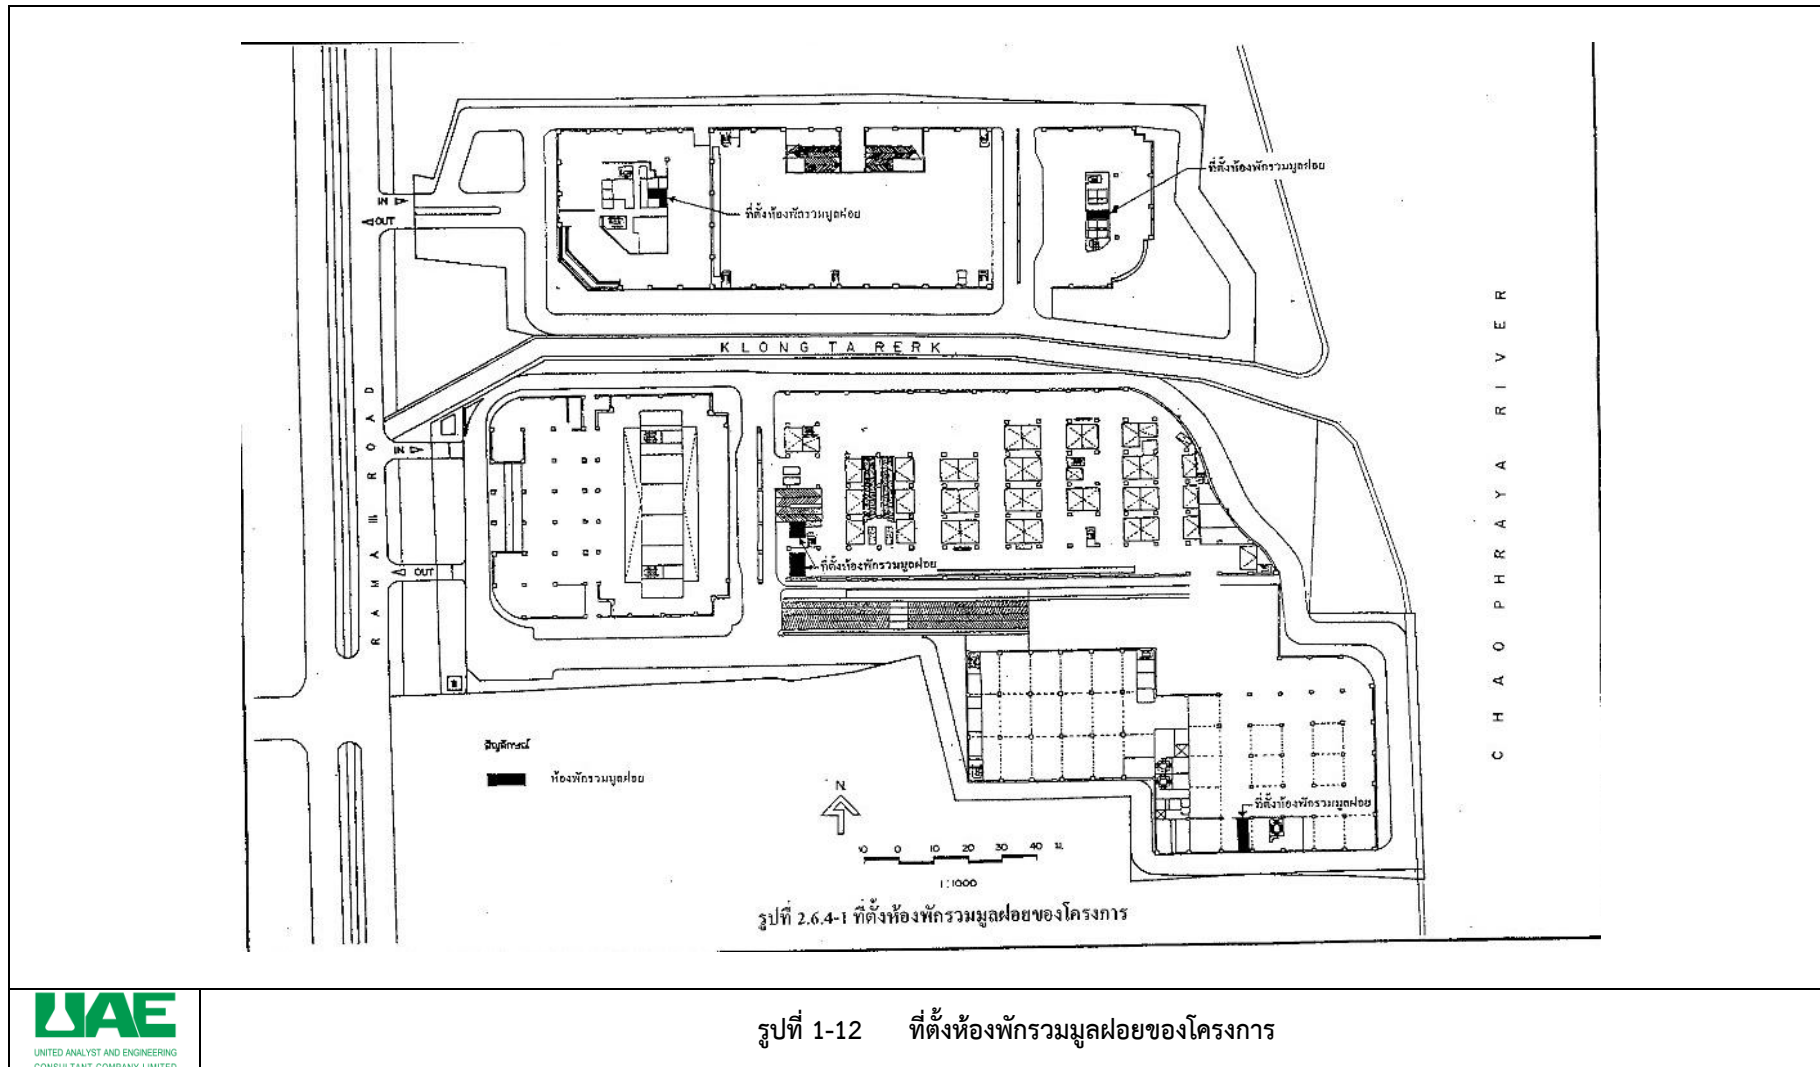 ที่ตั้งห้องพักรวมมูลฝอย
IN
OUT
ที่ตั้งห้องพักรวมมูลฝอย
KLONG TA RERK
RAMA III ROAD
CHAOPHRAYA RIVER
IN
OUT
ที่ตั้งห้องพักรวมมูลฝอย
สัญลักษณ์
ห้องพักรวมมูลฝอย
N
ที่ตั้งห้องพักรวมมูลฝอย
10 0 10 20 30 40 ม.
1:1000
รูปที่ 2.6.4-1 ที่ตั้งห้องพักรวมมูลฝอยของโครงการ
UAE
UNITED ANALYST AND ENGINEERING
CONSULTANT COMPANY LIMITED
รูปที่ 1-12 ที่ตั้งห้องพักรวมมูลฝอยของโครงการ